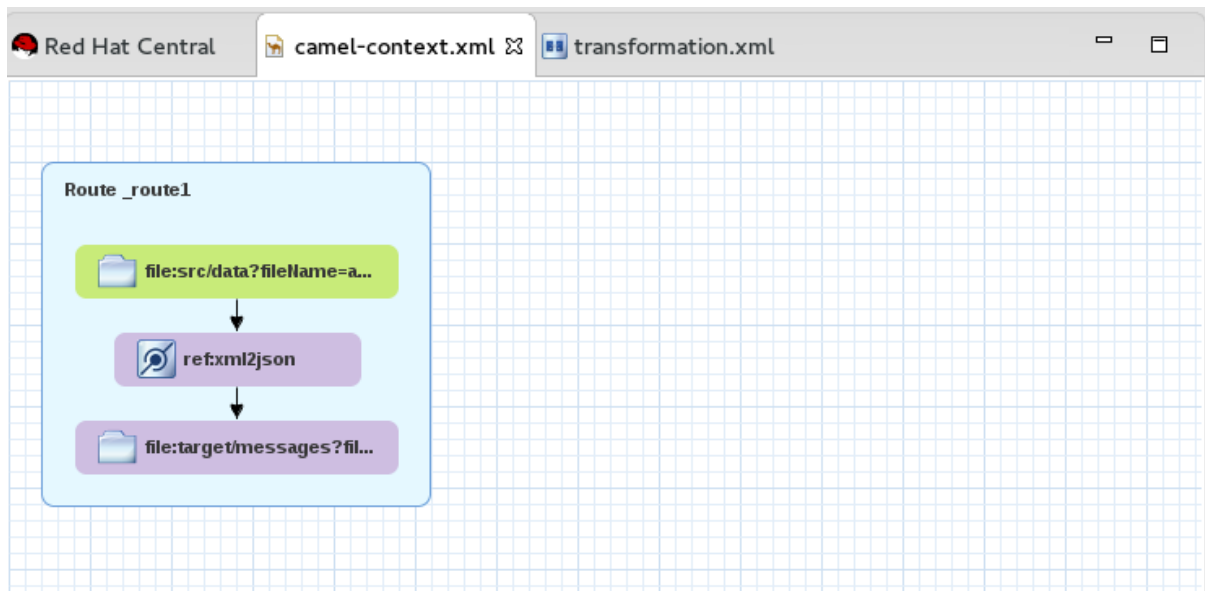 Red Hat Central
camel-context.xml
transformation.xml
Route _route1
file:src/data?fileName=a...
ref:xml2json
file:target/messages?fil...